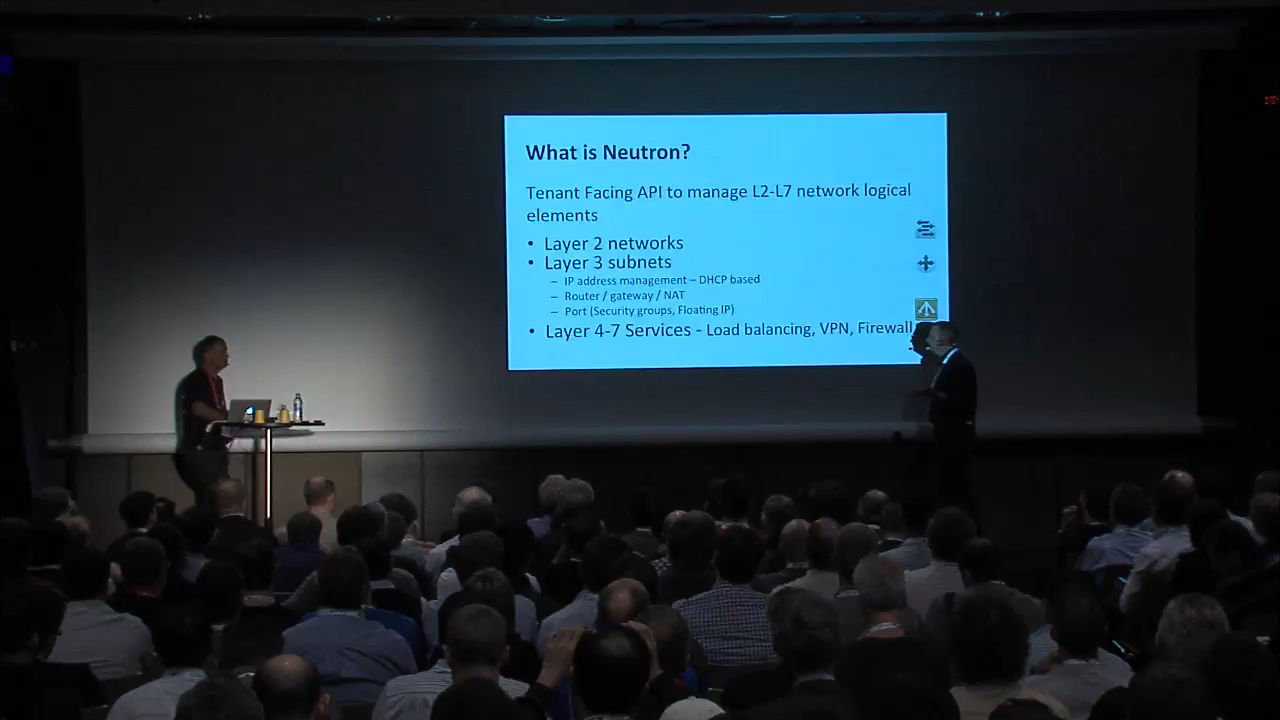 What is Neutron?
Tenant Facing API to manage L2-L7 network logical
elements
• Layer 2 networks
• Layer 3 subnets
– IP address management – DHCP based
– Router / gateway / NAT
– Port (Security groups, Floating IP)
• Layer 4-7 Services - Load balancing, VPN, Firewall